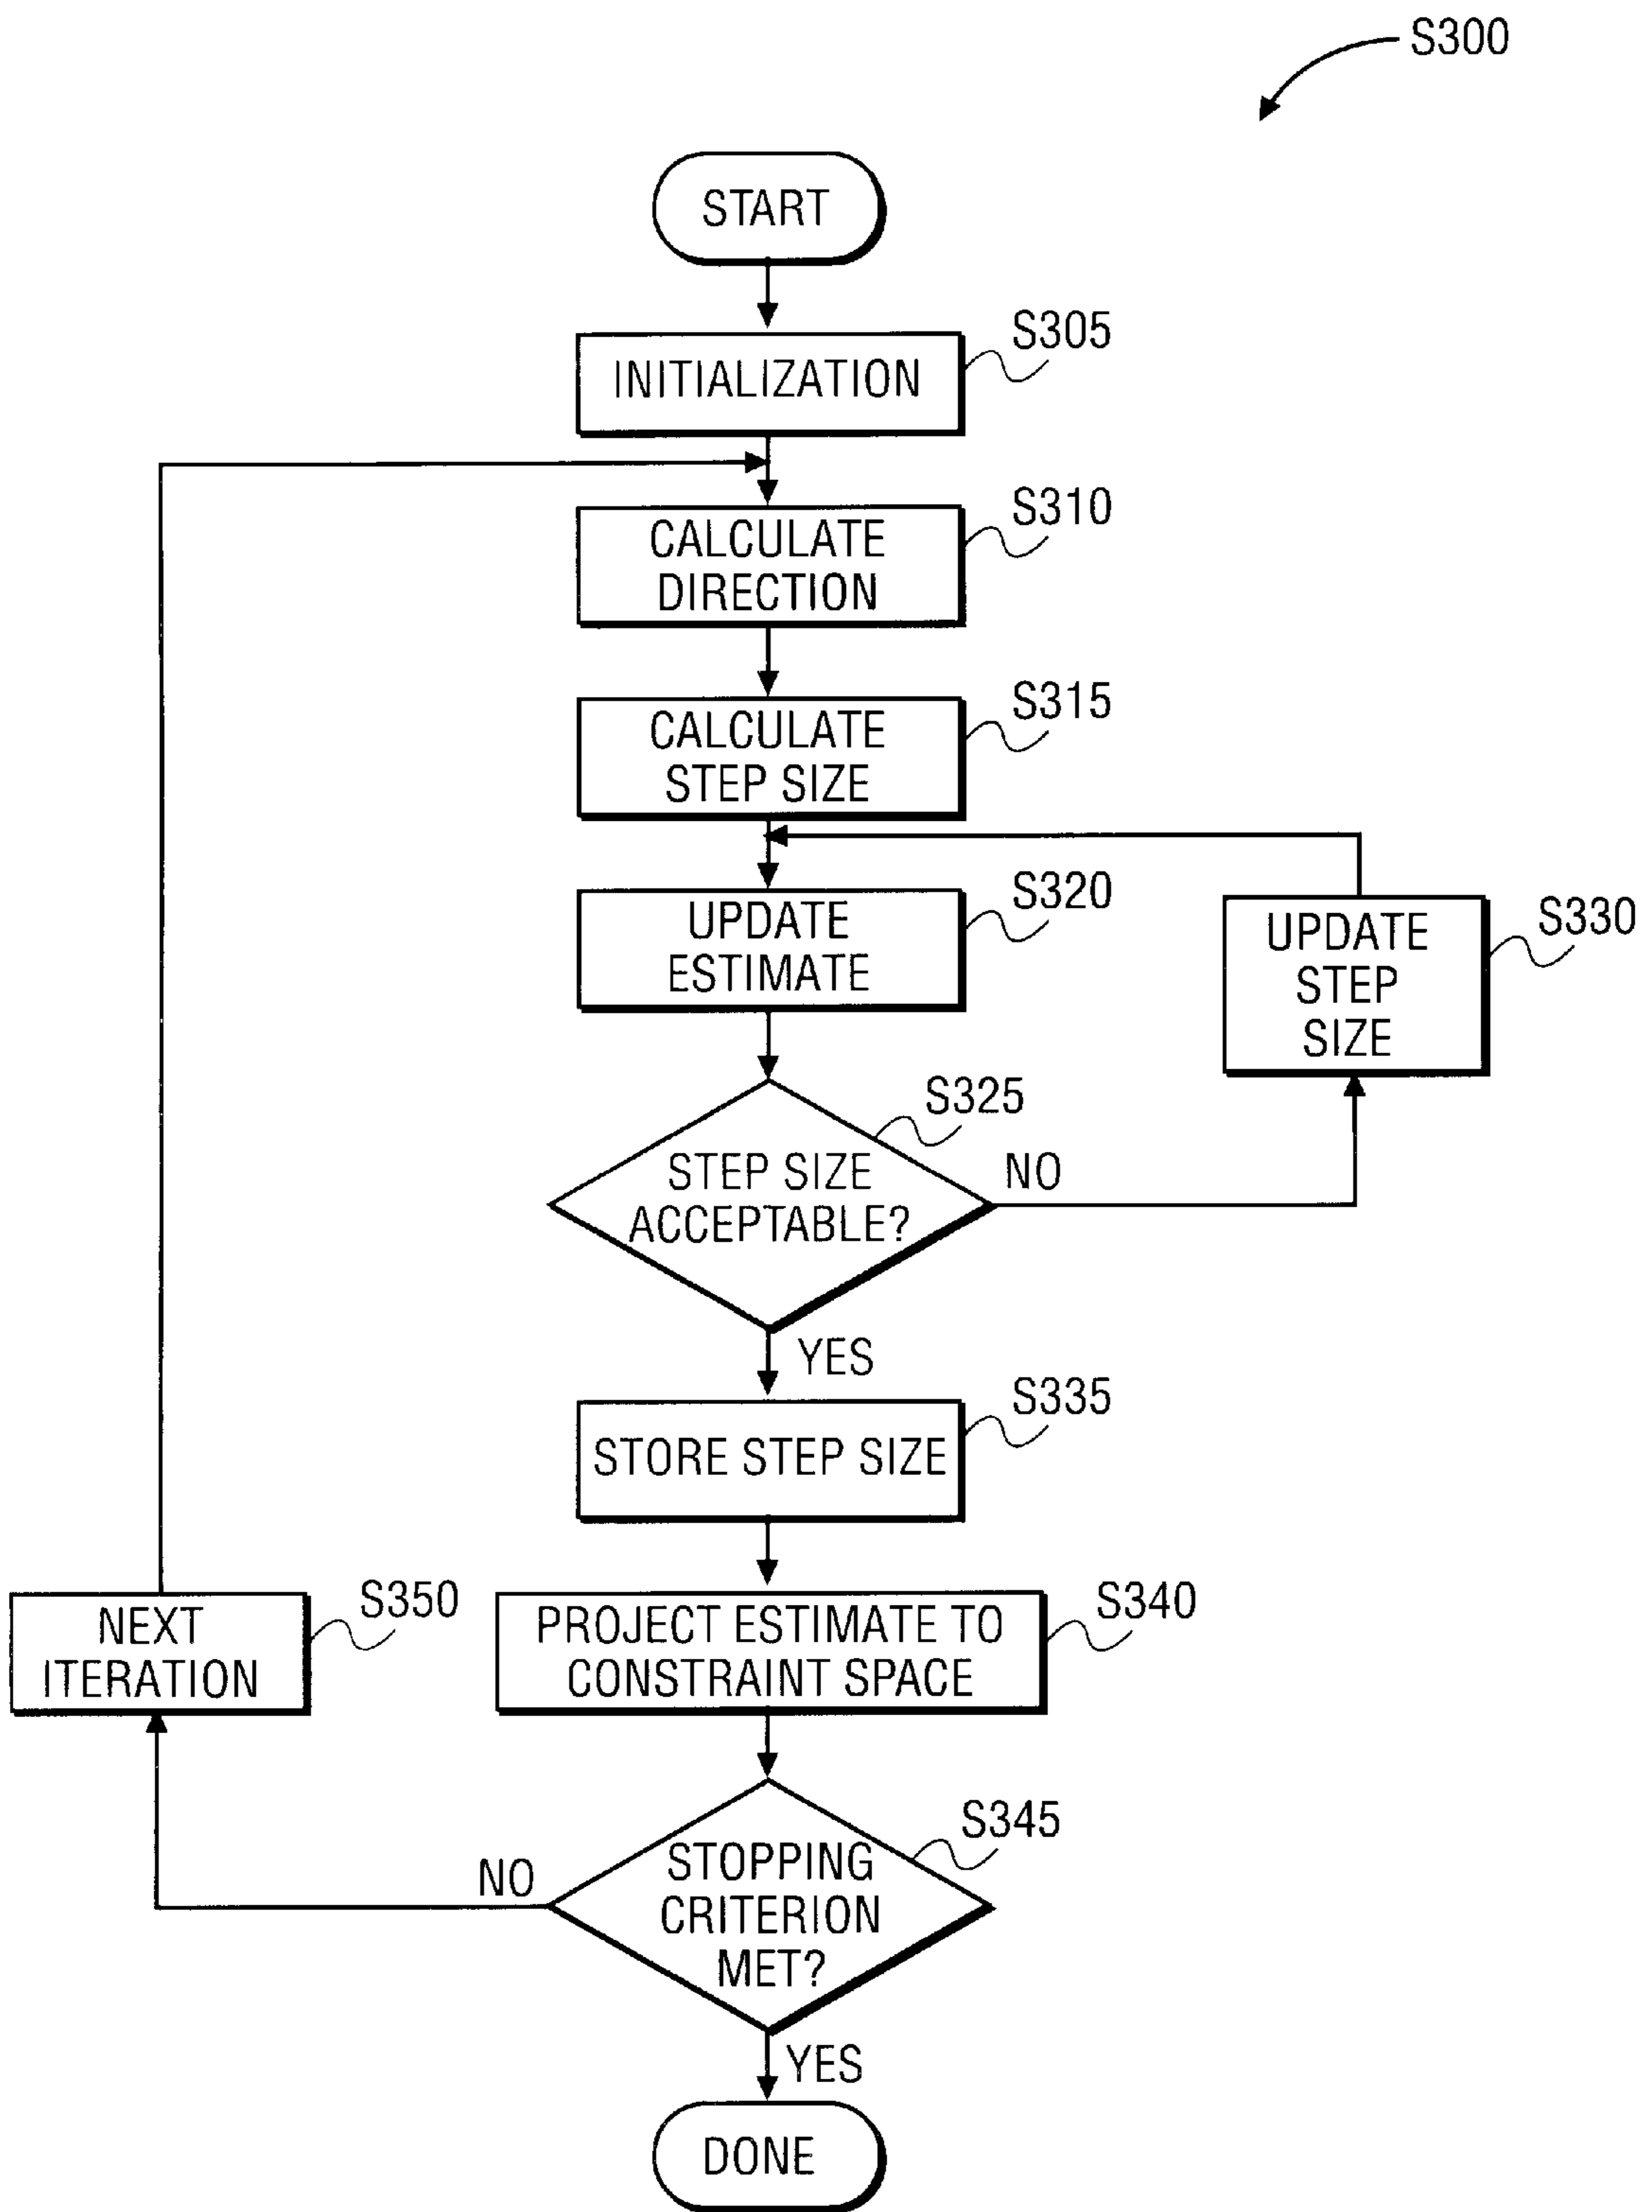 S300
START
S305
INITIALIZATION
S310
CALCULATE
DIRECTION
S315
CALCULATE
STEP SIZE
S320
UPDATE
ESTIMATE
S330
UPDATE
STEP
SIZE
S325
STEP SIZE
ACCEPTABLE?
NO
YES
S335
STORE STEP SIZE
S350
NEXT
ITERATION
S340
PROJECT ESTIMATE TO
CONSTRAINT SPACE
S345
STOPPING
CRITERION
MET?
NO
YES
DONE